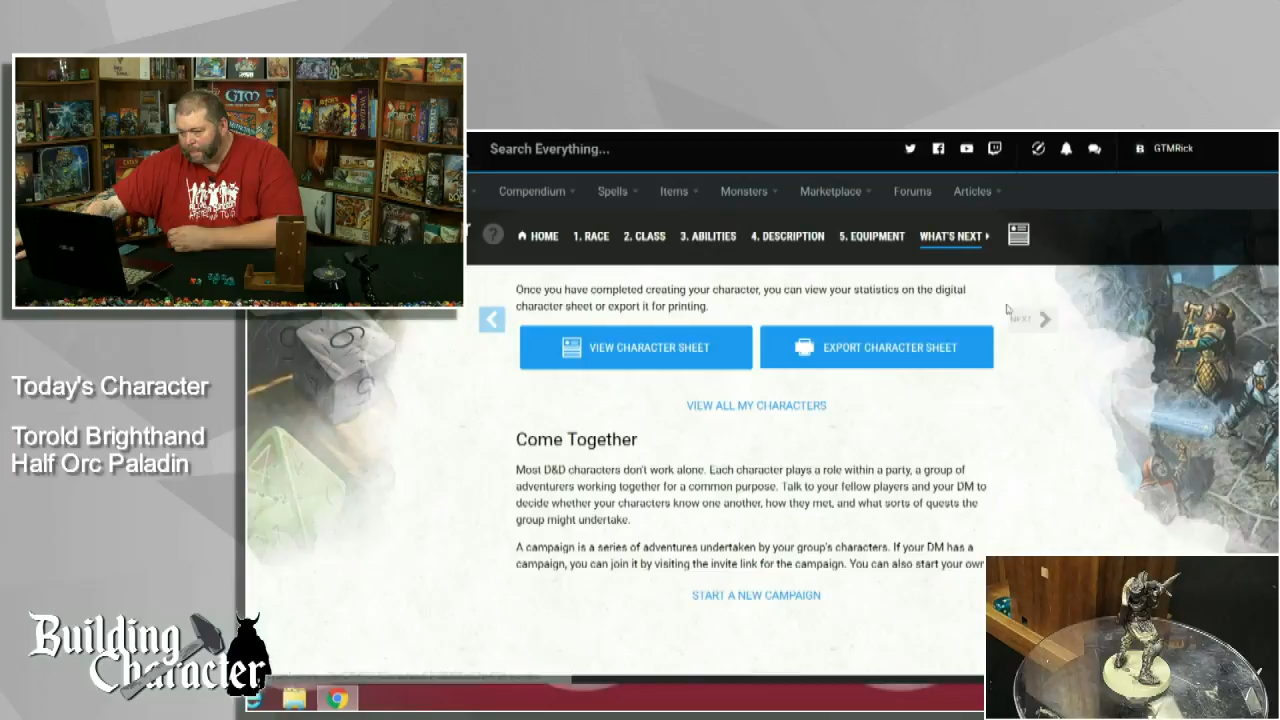 GTM
Search Everything...
GTMRick
Compendium Spells Items Monsters Marketplace Forums Articles
HOME 1. RACE 2. CLASS 3. ABILITIES 4. DESCRIPTION 5. EQUIPMENT WHAT'S NEXT
Once you have completed creating your character, you can view your statistics on the digital
character sheet or export it for printing.
NEXT
VIEW CHARACTER SHEET EXPORT CHARACTER SHEET
VIEW ALL MY CHARACTERS
Come Together
Most D&D characters don't work alone. Each character plays a role within a party, a group of
adventurers working together for a common purpose. Talk to your fellow players and your DM to
decide whether your characters know one another, how they met, and what sorts of quests the
group might undertake.
A campaign is a series of adventures undertaken by your group's characters. If your DM has a
campaign, you can join it by visiting the invite link for the campaign. You can also start your own
START A NEW CAMPAIGN
Today's Character
Torold Brighthand
Half Orc Paladin
Building
Character